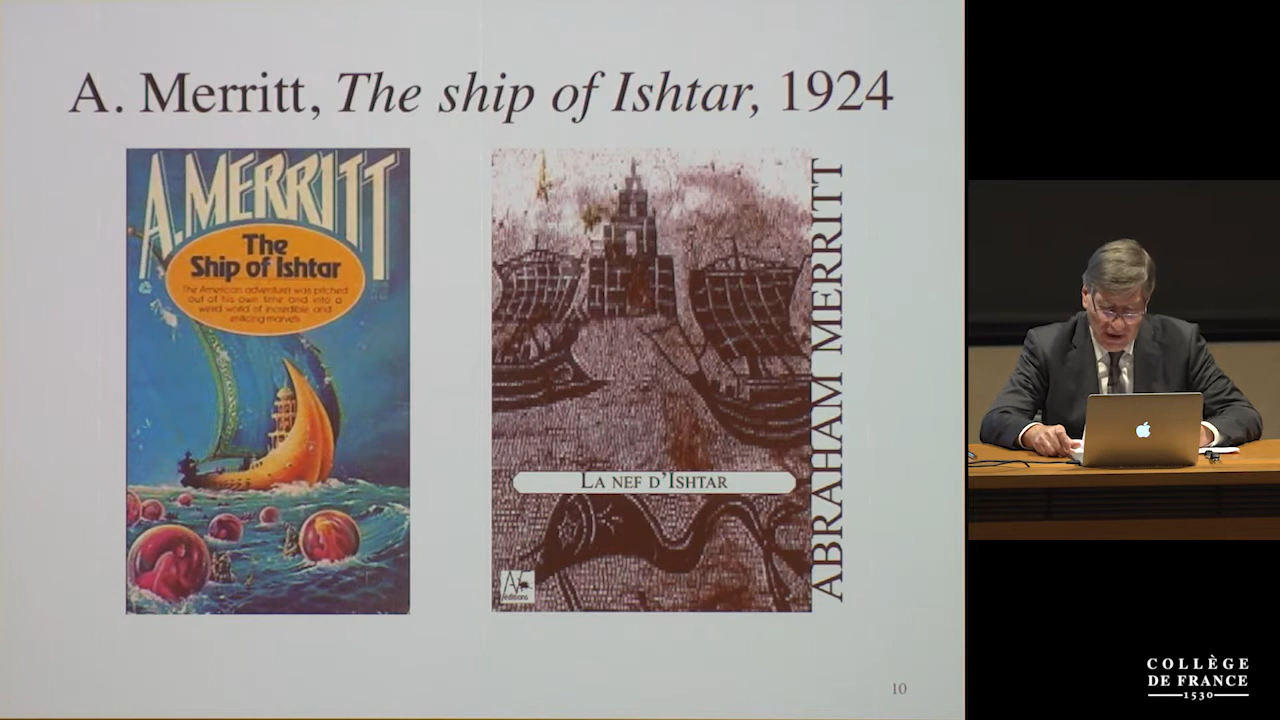 A. Merritt, The ship of Ishtar, 1924
A. MERRITT
The
Ship of Ishtar
The American adventurer was pitched
out of his own time and into a
weird world of incredible and
enticing marvels
LA NEF D'ISHTAR
ABRAHAM MERRITT
éditions
10
COLLÈGE
DE FRANCE
1530